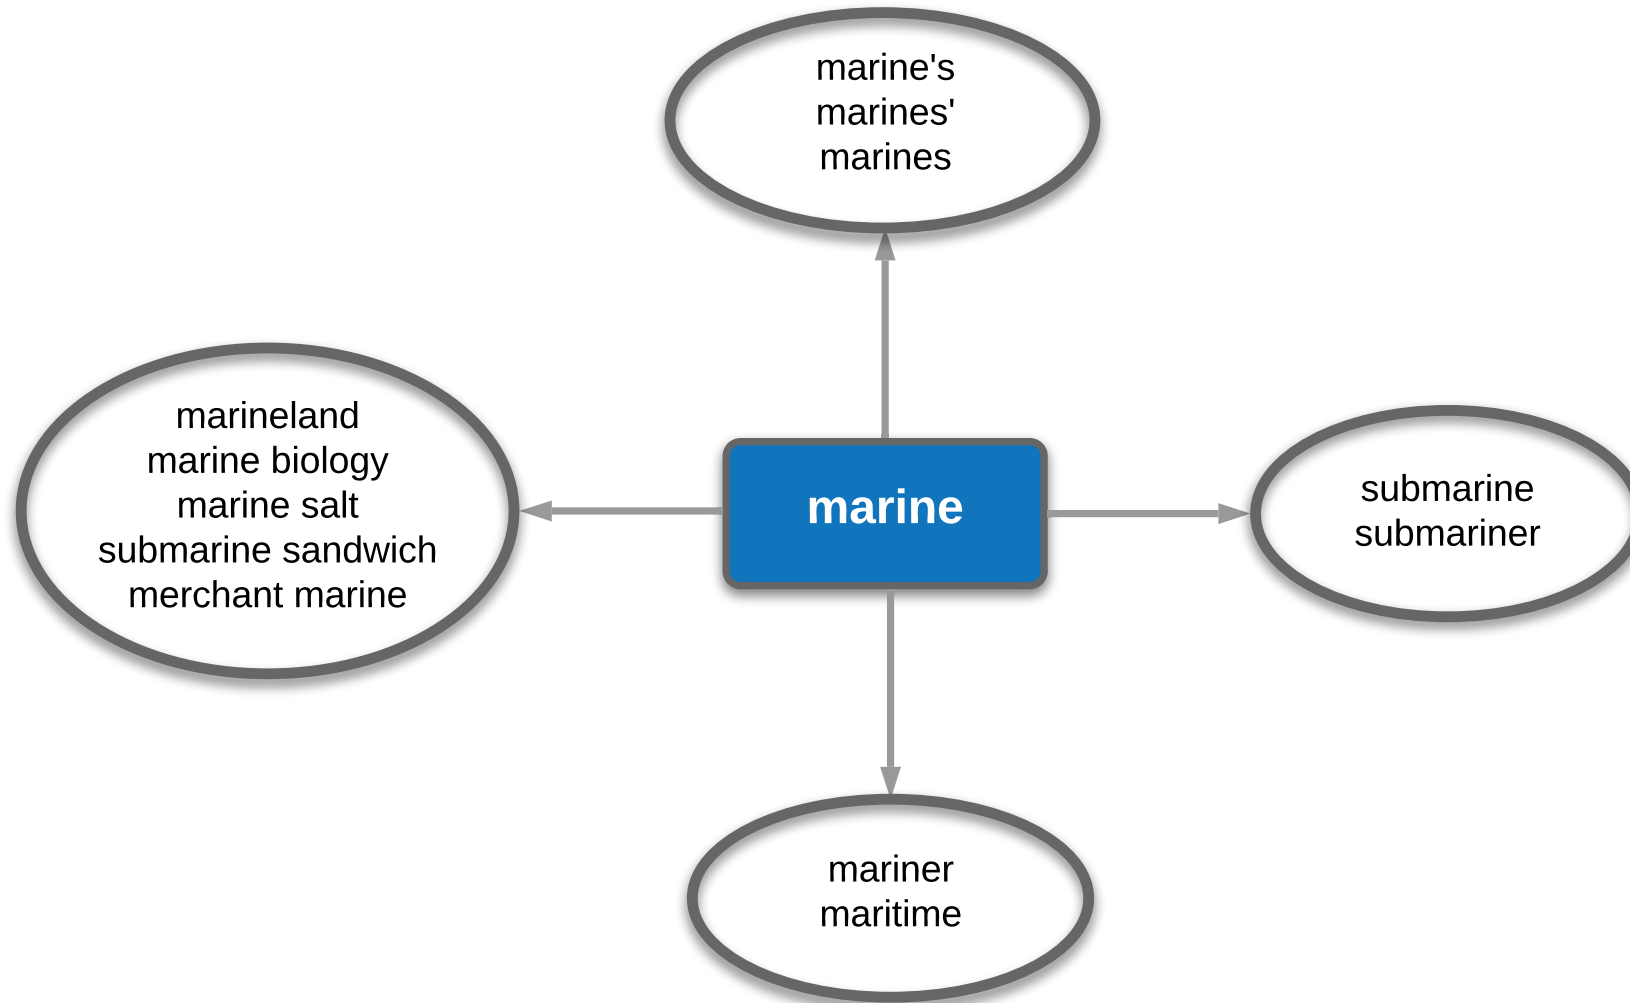 marine's
marines'
marines
marineland
marine biology
marine salt
submarine sandwich
merchant marine
marine
submarine
submariner
mariner
maritime